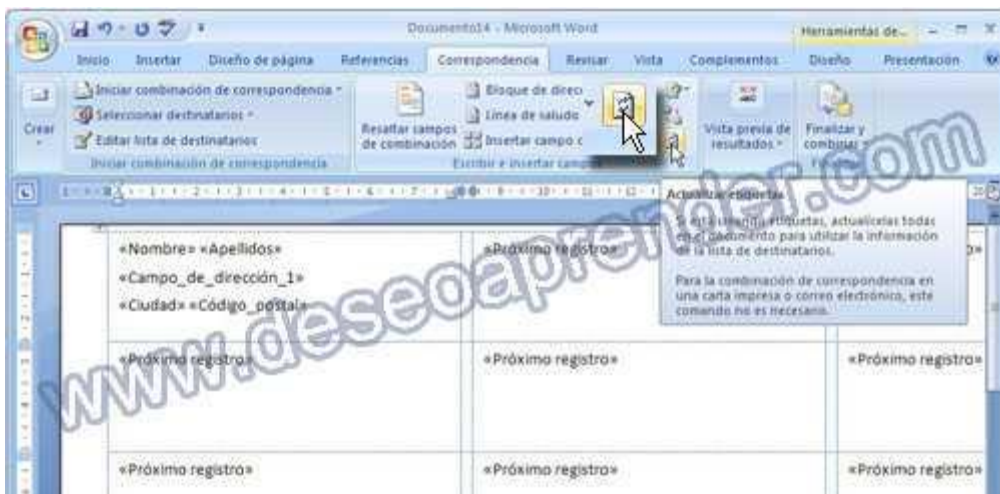 Documento14 - Microsoft Word
Herramientas de...
Inicio Insertar Diseño de página Referencias Correspondencia Revisar Vista Complementos Diseño Presentación
Crear
Iniciar combinación de correspondencia
Seleccionar destinatarios
Editar lista de destinatarios
Iniciar combinación de correspondencia
Resaltar campos de combinación
Bloque de direcc
Línea de saludo
Insertar campo c
Escribir e insertar campos
Vista previa de resultados
Finalizar y combinar
Finalizar
Actualizar etiquetas
Si está creando etiquetas, actualícelas todas
en el documento para utilizar la información
de la lista de destinatarios.
Para la combinación de correspondencia en
una carta impresa o correo electrónico, este
comando no es necesario.
«Nombre» «Apellidos»
«Campo_de_dirección_1»
«Ciudad» «Código_postal»
«Próximo registro»
«Próximo registro» «Próximo registro» «Próximo registro»
«Próximo registro» «Próximo registro» «Próximo registro»
www.deseoaprender.com